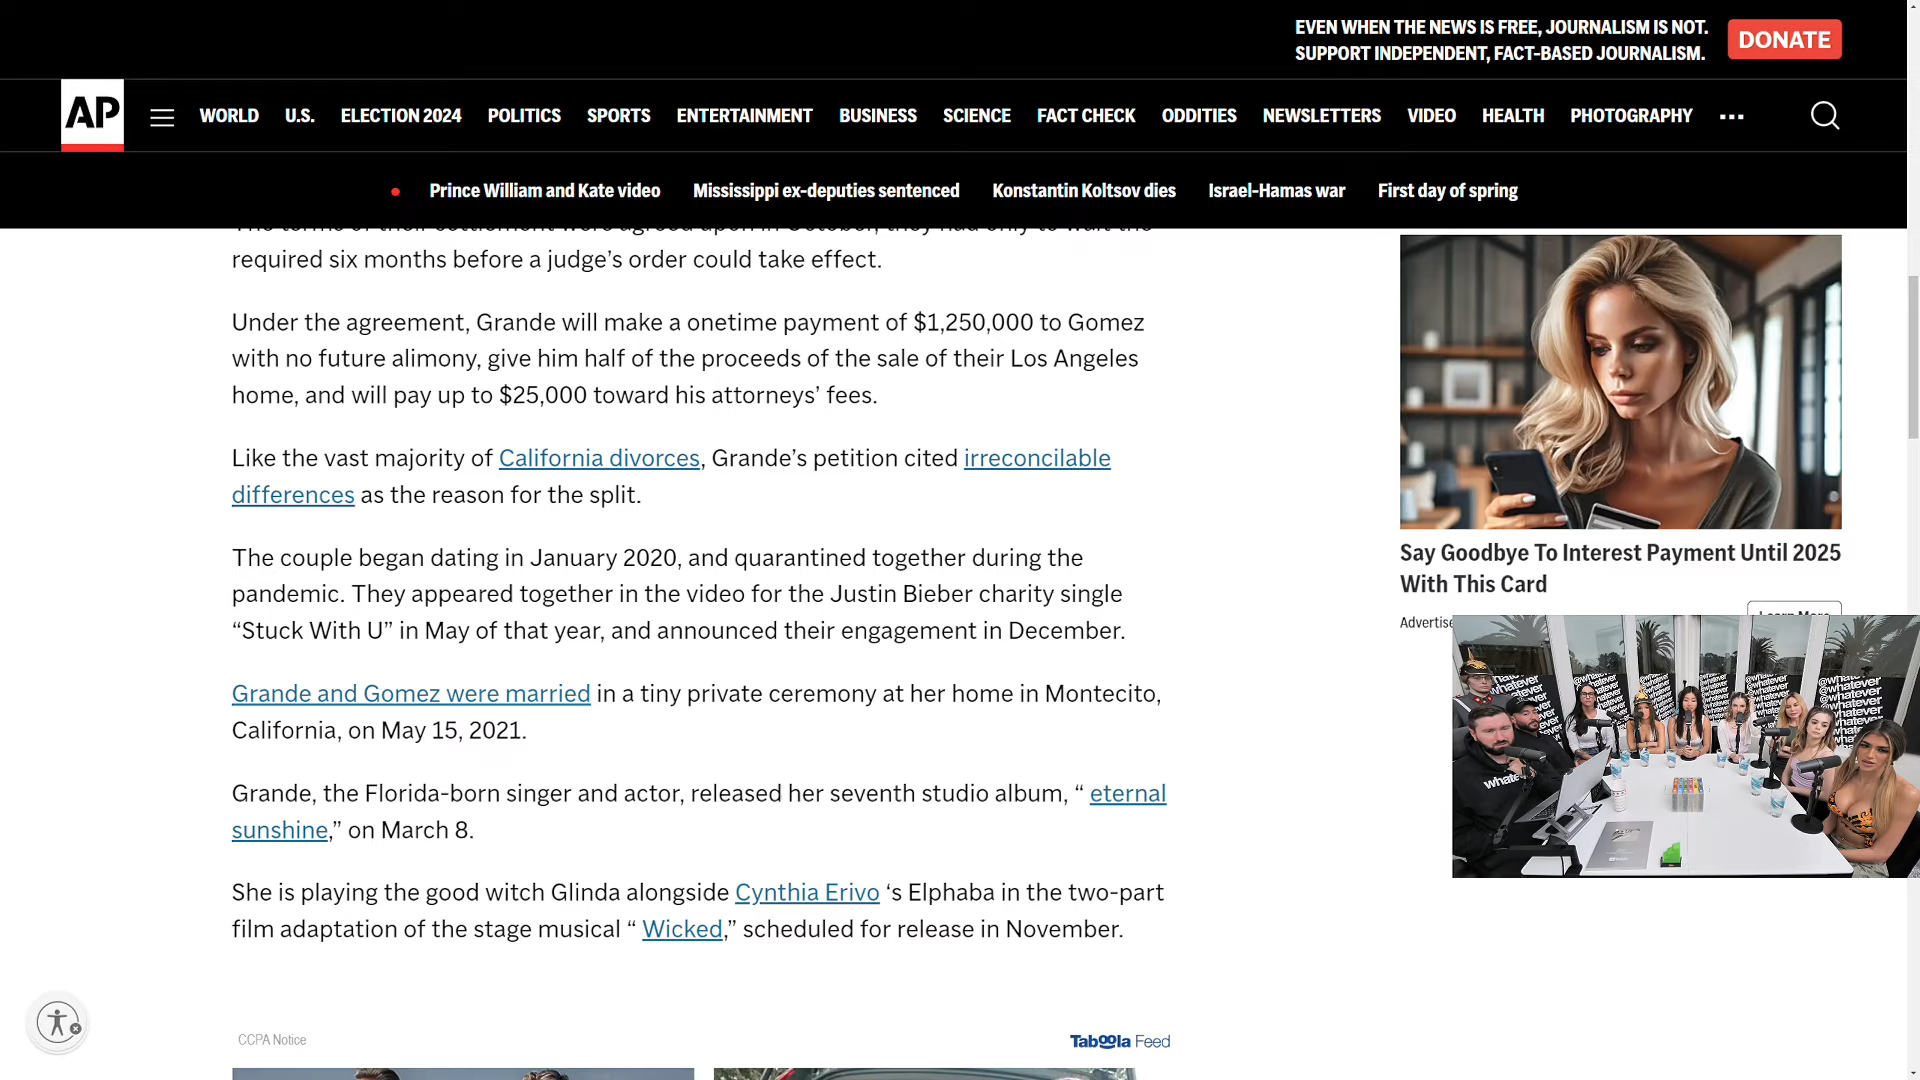 EVEN WHEN THE NEWS IS FREE, JOURNALISM IS NOT.
SUPPORT INDEPENDENT, FACT-BASED JOURNALISM.
DONATE
AP
WORLD U.S. ELECTION 2024 POLITICS SPORTS ENTERTAINMENT BUSINESS SCIENCE FACT CHECK ODDITIES NEWSLETTERS VIDEO HEALTH PHOTOGRAPHY ...
Prince William and Kate video Mississippi ex-deputies sentenced Konstantin Koltsov dies Israel-Hamas war First day of spring
The terms of their settlement were agreed upon in October, they had only to wait the
required six months before a judge’s order could take effect.
Under the agreement, Grande will make a onetime payment of $1,250,000 to Gomez
with no future alimony, give him half of the proceeds of the sale of their Los Angeles
home, and will pay up to $25,000 toward his attorneys’ fees.
Like the vast majority of California divorces, Grande’s petition cited irreconcilable
differences as the reason for the split.
The couple began dating in January 2020, and quarantined together during the
pandemic. They appeared together in the video for the Justin Bieber charity single
“Stuck With U” in May of that year, and announced their engagement in December.
Grande and Gomez were married in a tiny private ceremony at her home in Montecito,
California, on May 15, 2021.
Grande, the Florida-born singer and actor, released her seventh studio album, “ eternal
sunshine,” on March 8.
She is playing the good witch Glinda alongside Cynthia Erivo ‘s Elphaba in the two-part
film adaptation of the stage musical “ Wicked,” scheduled for release in November.
CCPA Notice
Taboola Feed
Say Goodbye To Interest Payment Until 2025
With This Card
Learn More
Advertise
@whatever
whatever